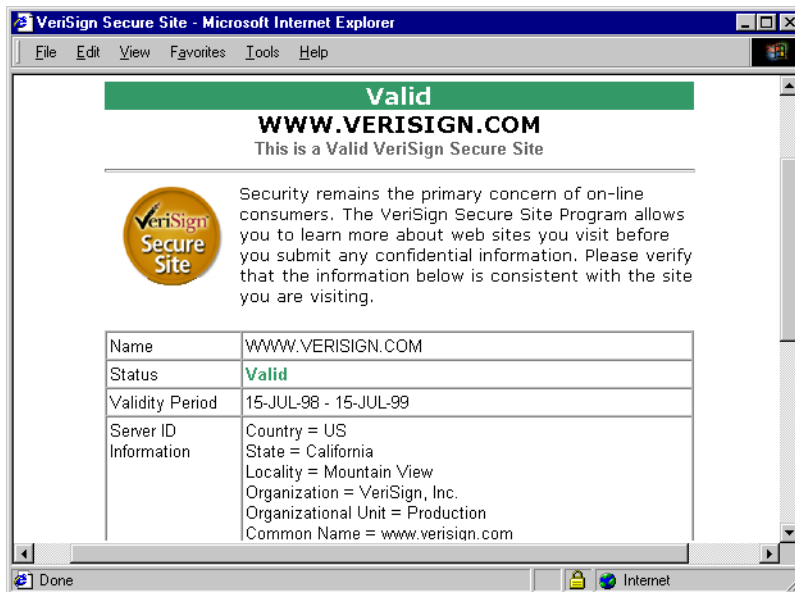 VeriSign Secure Site - Microsoft Internet Explorer
File Edit View Favorites Tools Help
Valid
WWW.VERISIGN.COM
This is a Valid VeriSign Secure Site
VeriSign
Secure
Site
Security remains the primary concern of on-line
consumers. The VeriSign Secure Site Program allows
you to learn more about web sites you visit before
you submit any confidential information. Please verify
that the information below is consistent with the site
you are visiting.
Name WWW.VERISIGN.COM
Status Valid
Validity Period 15-JUL-98 - 15-JUL-99
Server ID Country = US
Information State = California
Locality = Mountain View
Organization = VeriSign, Inc.
Organizational Unit = Production
Common Name = www.verisign.com
Done Internet